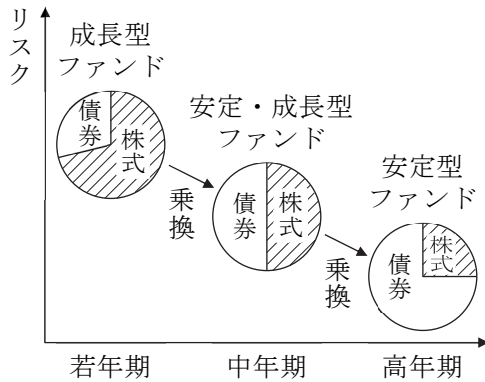 リスク
成長型
ファンド
債券
株式
乗換
安定・成長型
ファンド
債券
株式
乗換
安定型
ファンド
債券
株式
若年期
中年期
高年期